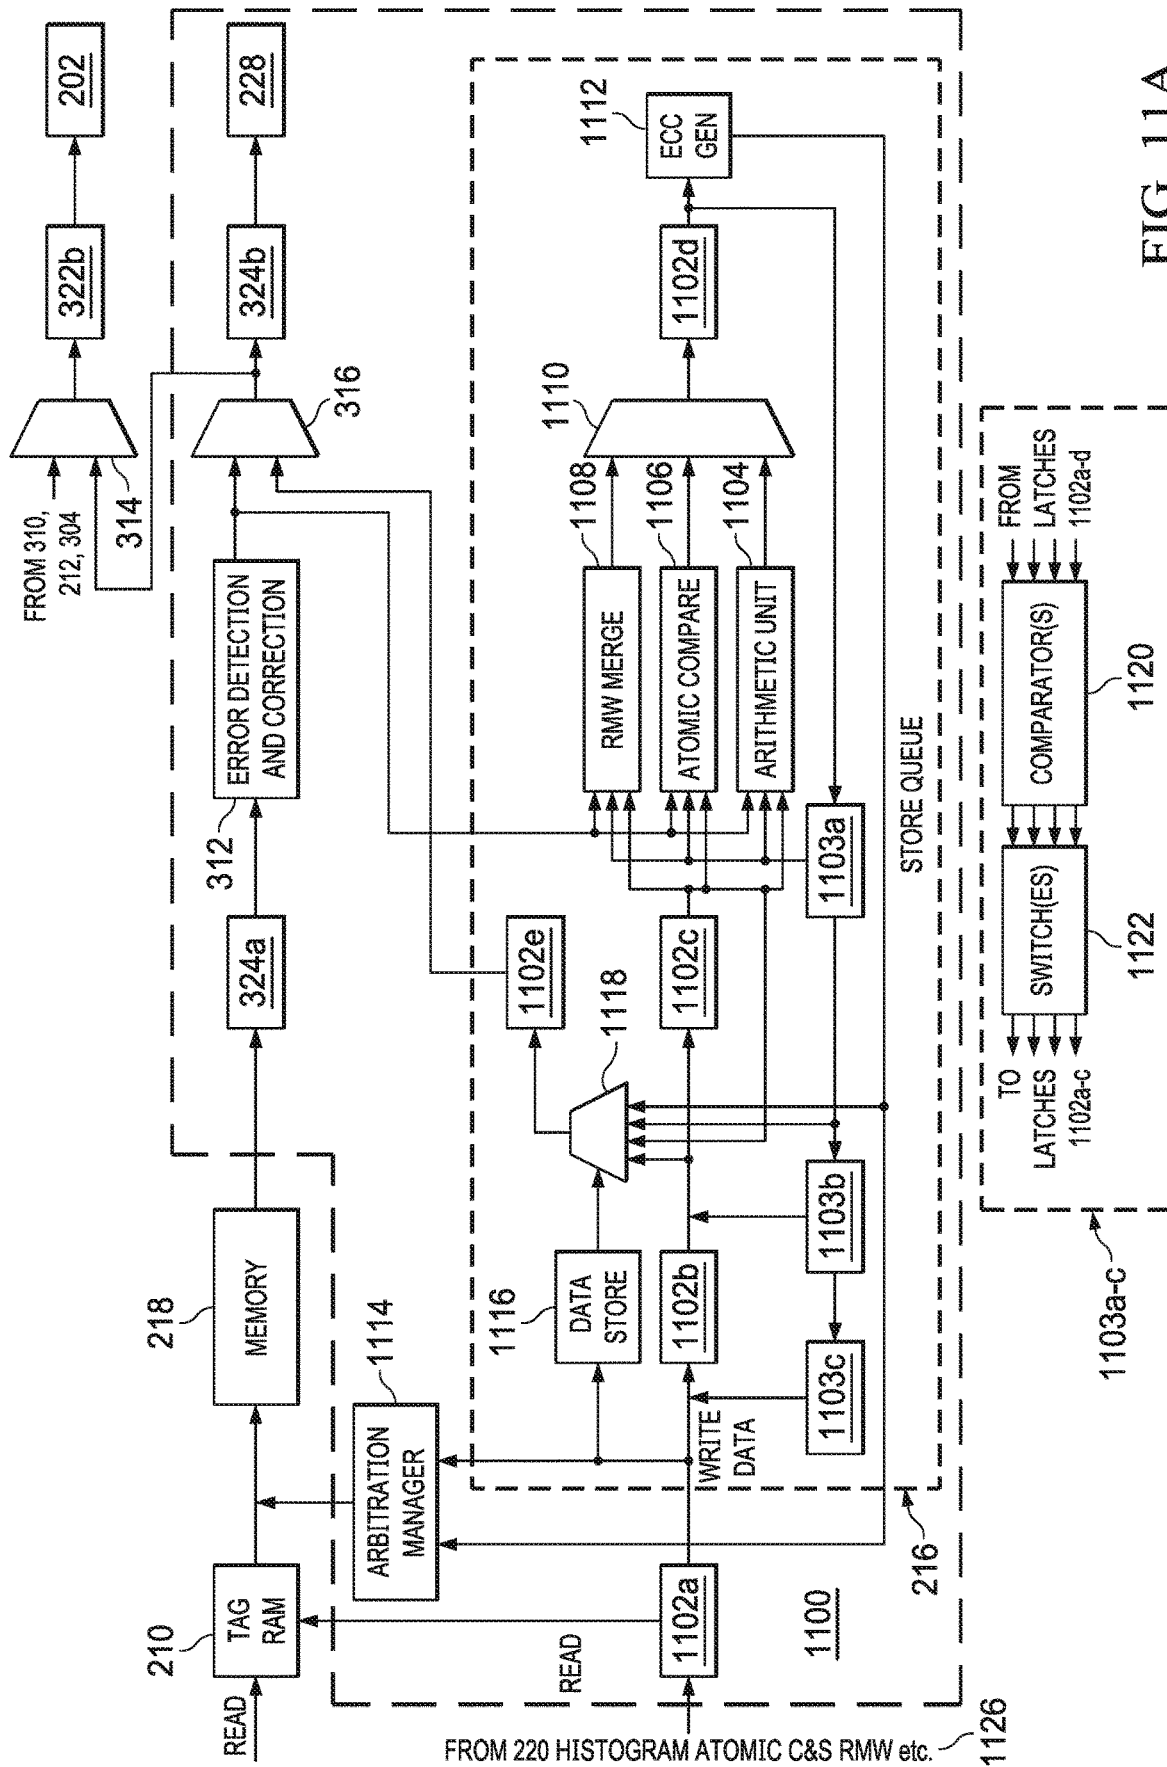 202
228
322b
324b
1112
ECC
GEN
1102d
314
316
1110
FROM 310,
212, 304
1108
1106
1104
312
ERROR DETECTION
AND CORRECTION
RMW MERGE
ATOMIC COMPARE
ARITHMETIC UNIT
324a
1102e
1102c
1103a
STORE QUEUE
1118
218
MEMORY
1116
DATA
STORE
1102b
1103b
1103c
1114
ARBITRATION
MANAGER
WRITE
DATA
216
210
TAG
RAM
READ
READ
1102a
1100
FROM 220 HISTOGRAM ATOMIC C&S RMW etc.
1126
TO
LATCHES
1102a-c
SWITCH(ES)
1122
COMPARATOR(S)
1120
FROM
LATCHES
1102a-d
1103a-c
FIG. 11A